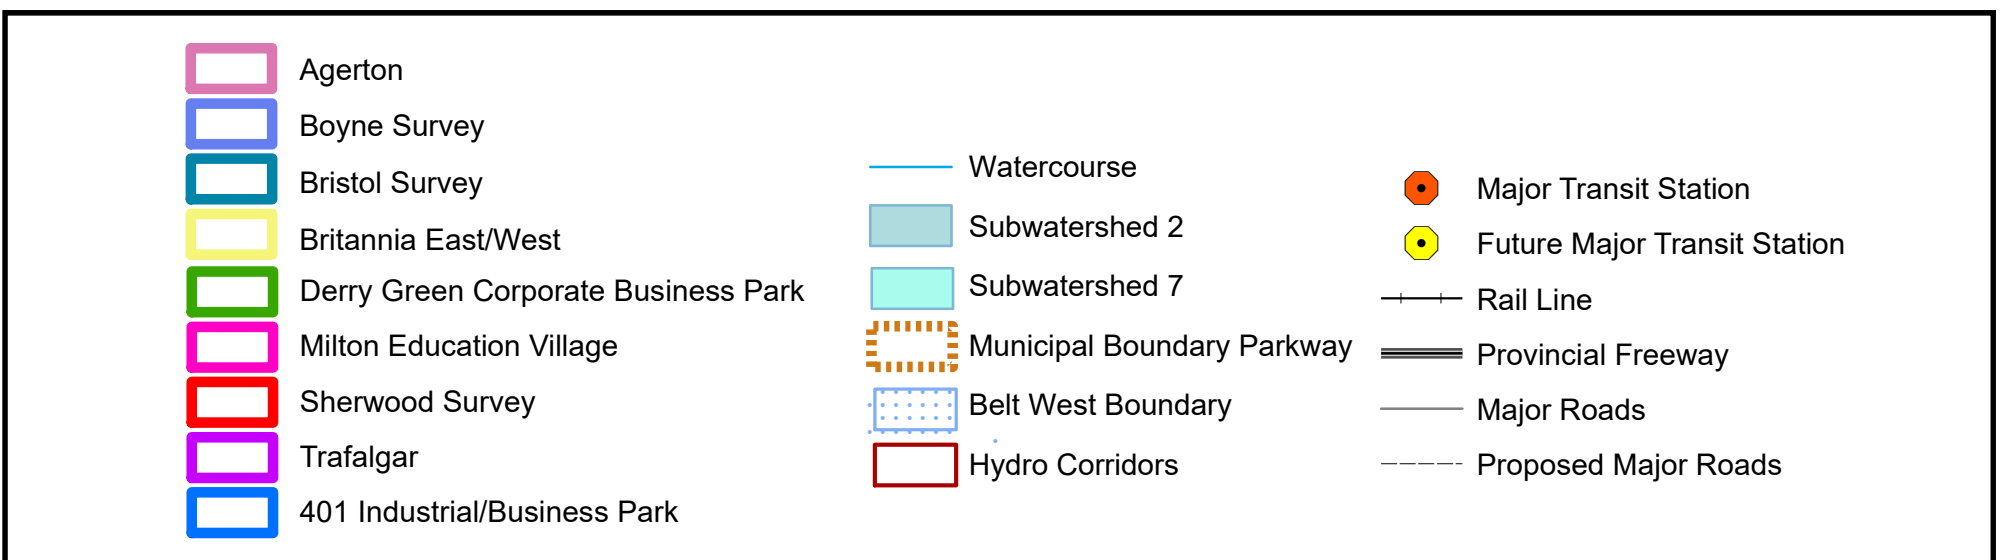 Agerton
Boyne Survey
Bristol Survey
Britannia East/West
Derry Green Corporate Business Park
Milton Education Village
Sherwood Survey
Trafalgar
401 Industrial/Business Park
Watercourse
Subwatershed 2
Subwatershed 7
Municipal Boundary Parkway
Belt West Boundary
Hydro Corridors
Major Transit Station
Future Major Transit Station
Rail Line
Provincial Freeway
Major Roads
Proposed Major Roads